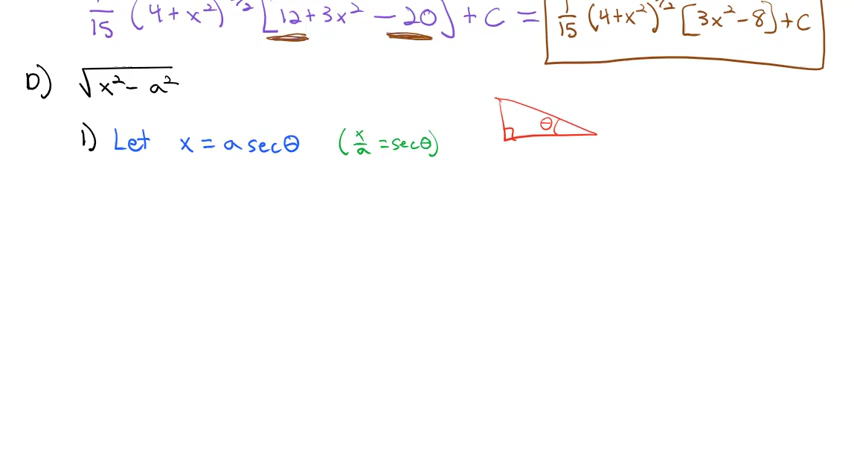 1/15 (4+x²)^(3/2) [12+3x²-20] + C = 1/15 (4+x²)^(3/2) [3x²-8] + C
D) √(x² - a²)
1) Let x = a secθ (x/a = secθ)
θ